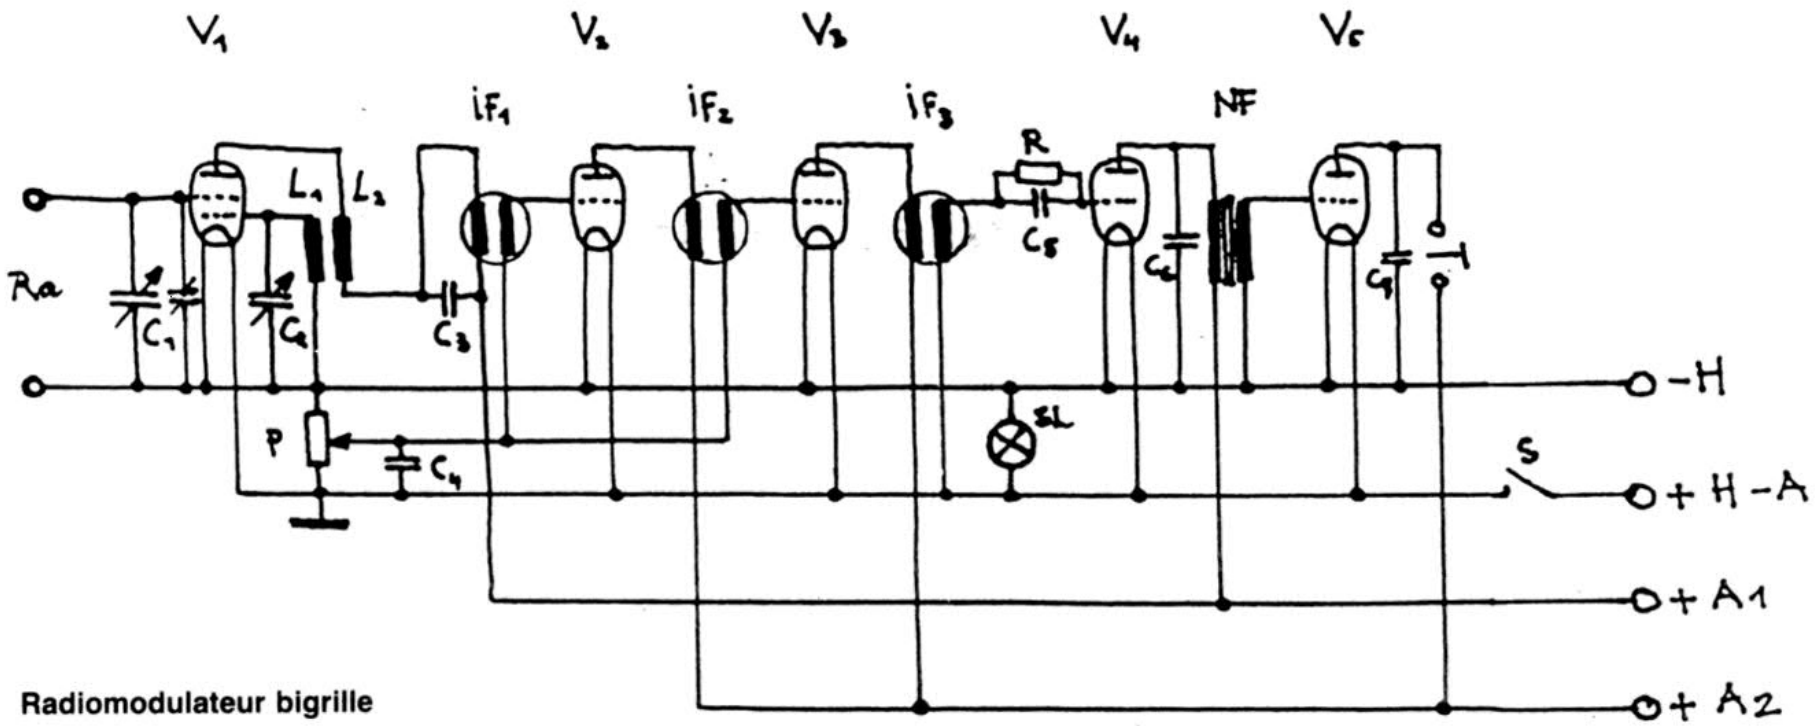 V₁ V₂ V₃ V₄ V₅
iF₁ iF₂ iF₃ NF
R
L₁ L₂
C₅ C₆ C₇
Ra C₁ C₂ C₃
-H
P C₄ SL S
+ H-A
+ A1
Radiomodulateur bigrille
+ A2